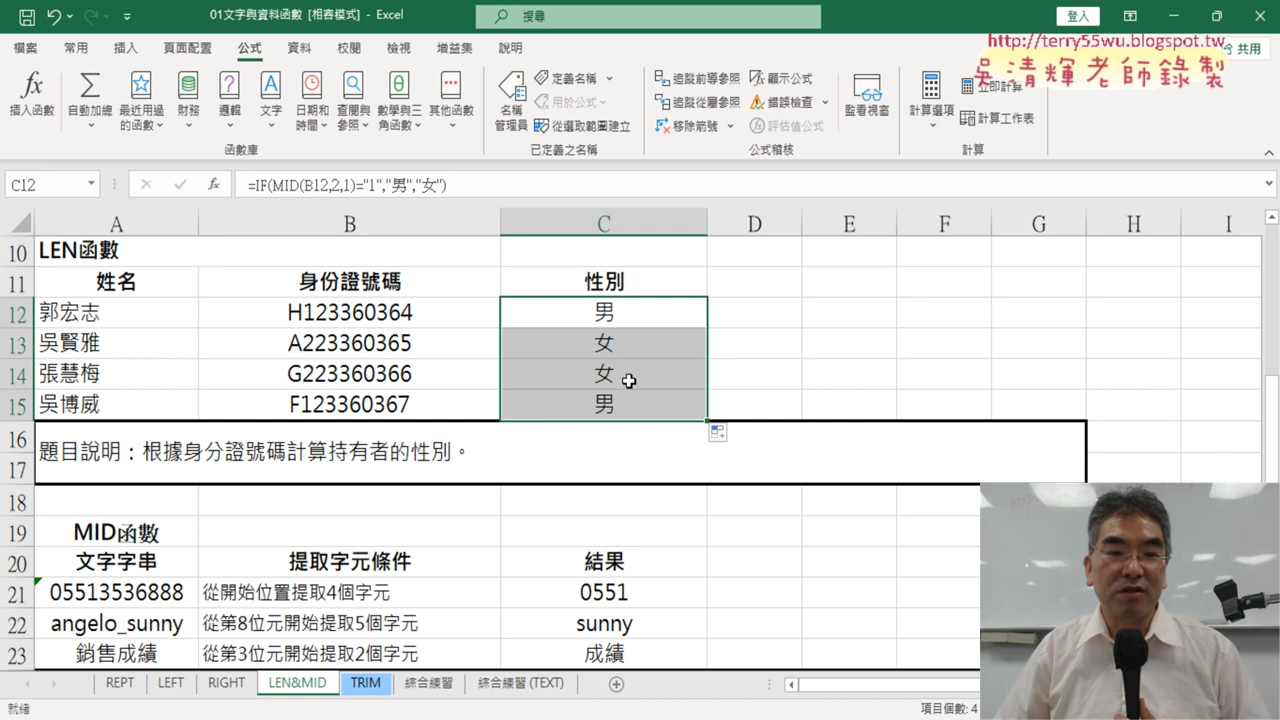 01文字與資料函數 [相容模式] - Excel
搜尋
登入
檔案 常用 插入 頁面配置 公式 資料 校閱 檢視 增益集 說明
http://terry55wu.blogspot.tw
共用
吳清輝老師錄製
插入函數
自動加總
最近用過的函數
財務
邏輯
文字
日期和時間
查閱與參照
數學與三角函數
其他函數
函數庫
名稱管理員
定義名稱
用於公式
從選取範圍建立
已定義之名稱
追蹤前導參照
追蹤從屬參照
移除箭號
顯示公式
錯誤檢查
評估值公式
公式稽核
監看視窗
計算選項
立即計算
計算工作表
計算
C12
fx
=IF(MID(B12,2,1)="1","男","女")
A B C D E F G H I
10 LEN函數
11 姓名 身份證號碼 性別
12 郭宏志 H123360364 男
13 吳賢雅 A223360365 女
14 張慧梅 G223360366 女
15 吳博威 F123360367 男
16
題目說明：根據身分證號碼計算持有者的性別。
17
18
19 MID函數
20 文字字串 提取字元條件 結果
21 05513536888 從開始位置提取4個字元 0551
22 angelo_sunny 從第8位元開始提取5個字元 sunny
23 銷售成績 從第3位元開始提取2個字元 成績
REPT LEFT RIGHT LEN&MID TRIM 綜合練習 綜合練習 (TEXT)
就緒
項目個數: 4